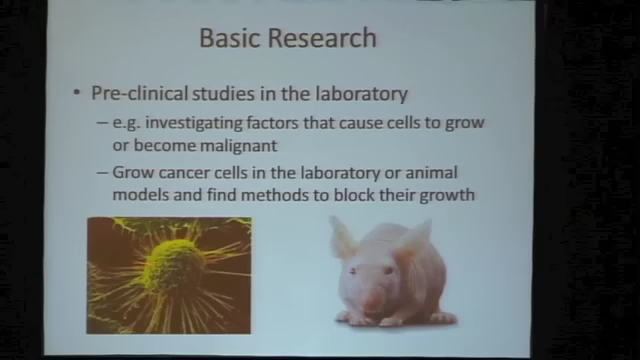 Basic Research
• Pre-clinical studies in the laboratory
– e.g. investigating factors that cause cells to grow
or become malignant
– Grow cancer cells in the laboratory or animal
models and find methods to block their growth